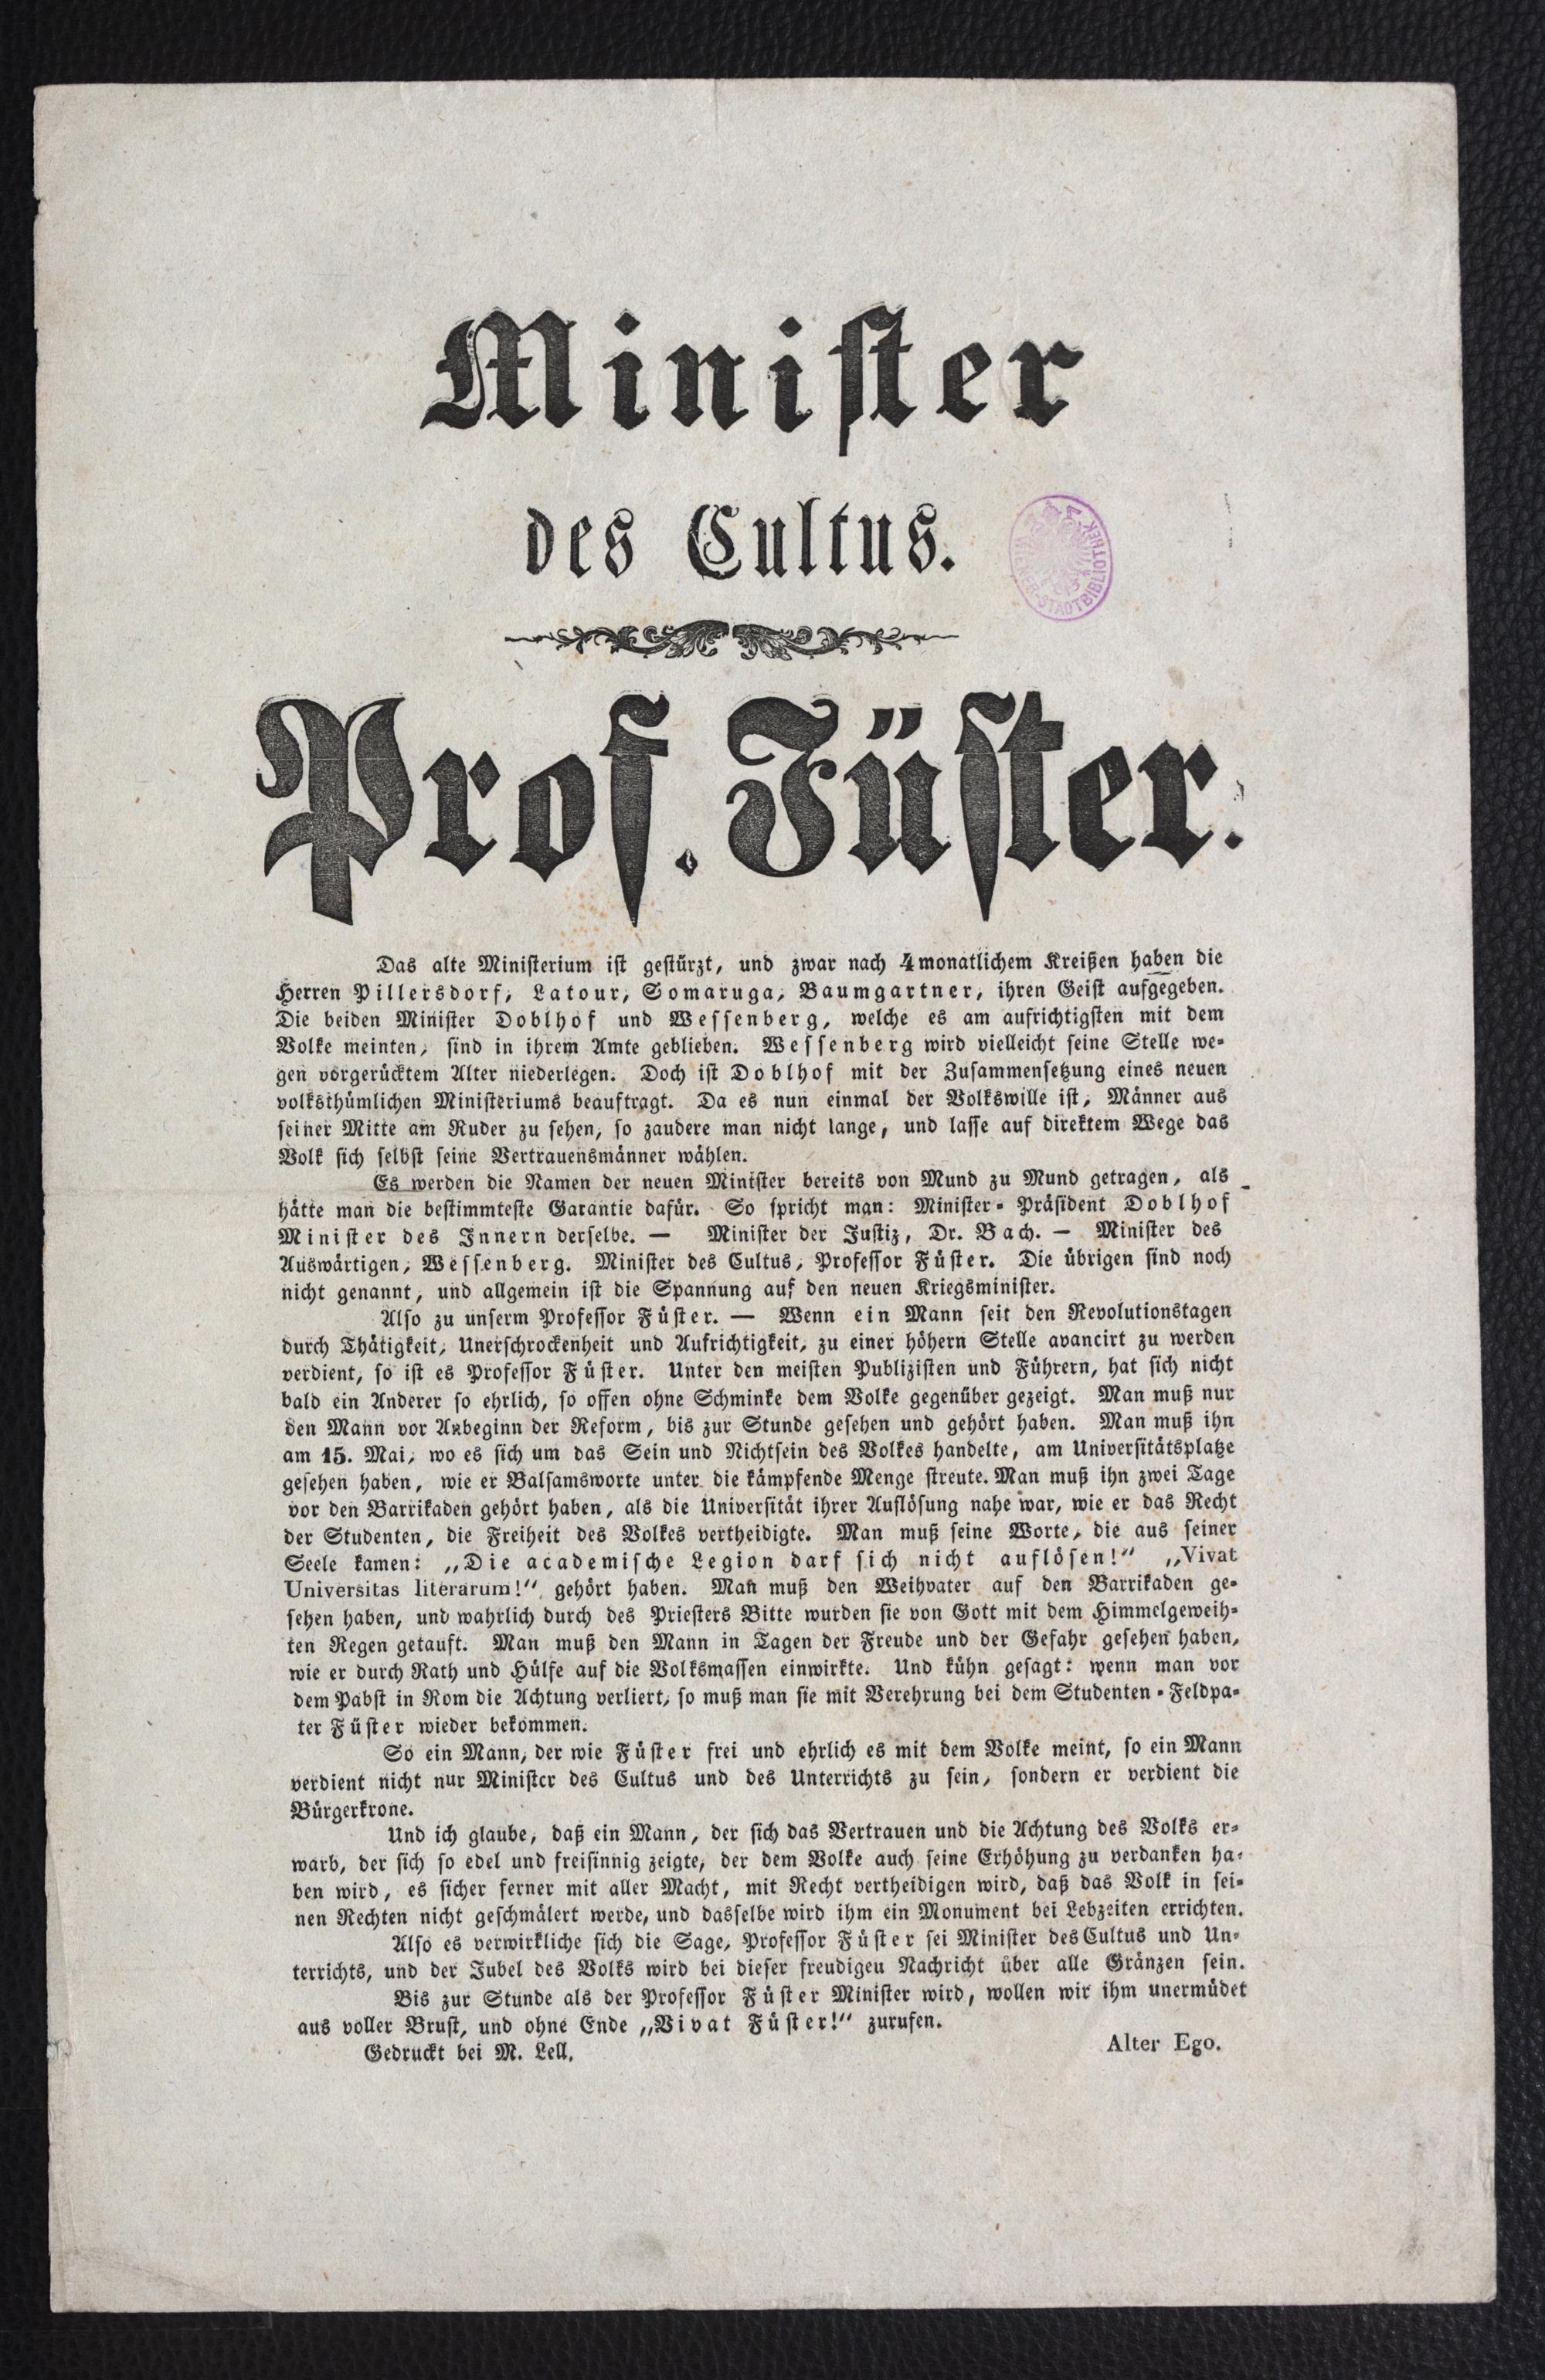 Minister
des Cultus.
STADTBIBLIOTHEK
Prof. Füster.
Das alte Ministerium ist gestürzt, und zwar nach 4monatlichem Kreißen haben die
Herren Pillersdorf, Latour, Somaruga, Baumgartner, ihren Geist aufgegeben.
Die beiden Minister Doblhof und Wessenberg, welche es am aufrichtigsten mit dem
Volke meinten, sind in ihrem Amte geblieben. Wessenberg wird vielleicht seine Stelle we-
gen vorgerücktem Alter niederlegen. Doch ist Doblhof mit der Zusammensetzung eines neuen
volksthümlichen Ministeriums beauftragt. Da es nun einmal der Volkswille ist, Männer aus
seiner Mitte am Ruder zu sehen, so zaudere man nicht lange, und lasse auf direktem Wege das
Volk sich selbst seine Vertrauensmänner wählen.
Es werden die Namen der neuen Minister bereits von Mund zu Mund getragen, als
hätte man die bestimmteste Garantie dafür. So spricht man: Minister-Präsident Doblhof
Minister des Innern derselbe. — Minister der Justiz, Dr. Bach. — Minister des
Auswärtigen, Wessenberg. Minister des Cultus, Professor Füster. Die übrigen sind noch
nicht genannt, und allgemein ist die Spannung auf den neuen Kriegsminister.
Also zu unserm Professor Füster. — Wenn ein Mann seit den Revolutionstagen
durch Thätigkeit, Unerschrockenheit und Aufrichtigkeit, zu einer höhern Stelle avancirt zu werden
verdient, so ist es Professor Füster. Unter den meisten Publizisten und Führern, hat sich nicht
bald ein Anderer so ehrlich, so offen ohne Schminke dem Volke gegenüber gezeigt. Man muß nur
den Mann vor Anbeginn der Reform, bis zur Stunde gesehen und gehört haben. Man muß ihn
am 15. Mai, wo es sich um das Sein und Nichtsein des Volkes handelte, am Universitätsplatze
gesehen haben, wie er Balsamsworte unter die kämpfende Menge streute. Man muß ihn zwei Tage
vor den Barrikaden gehört haben, als die Universität ihrer Auflösung nahe war, wie er das Recht
der Studenten, die Freiheit des Volkes vertheidigte. Man muß seine Worte, die aus seiner
Seele kamen: „Die academische Legion darf sich nicht auflösen!“ „Vivat
Universitas literarum!“ gehört haben. Man muß den Weihvater auf den Barrikaden ge-
sehen haben, und wahrlich durch des Priesters Bitte wurden sie von Gott mit dem Himmelgeweih-
ten Regen getauft. Man muß den Mann in Tagen der Freude und der Gefahr gesehen haben,
wie er durch Rath und Hülfe auf die Volksmassen einwirkte. Und kühn gesagt: wenn man vor
dem Pabst in Rom die Achtung verliert, so muß man sie mit Verehrung bei dem Studenten-Feldpa-
ter Füster wieder bekommen.
So ein Mann, der wie Füster frei und ehrlich es mit dem Volke meint, so ein Mann
verdient nicht nur Minister des Cultus und des Unterrichts zu sein, sondern er verdient die
Bürgerkrone.
Und ich glaube, daß ein Mann, der sich das Vertrauen und die Achtung des Volks er-
warb, der sich so edel und freisinnig zeigte, der dem Volke auch seine Erhöhung zu verdanken ha-
ben wird, es sicher ferner mit aller Macht, mit Recht vertheidigen wird, daß das Volk in sei-
nen Rechten nicht geschmälert werde, und dasselbe wird ihm ein Monument bei Lebzeiten errichten.
Also es verwirkliche sich die Sage, Professor Füster sei Minister des Cultus und Un-
terrichts, und der Jubel des Volks wird bei dieser freudigen Nachricht über alle Gränzen sein.
Bis zur Stunde als der Professor Füster Minister wird, wollen wir ihm unermüdet
aus voller Brust, und ohne Ende „Vivat Füster!“ zurufen.
Alter Ego.
Gedruckt bei M. Lell.